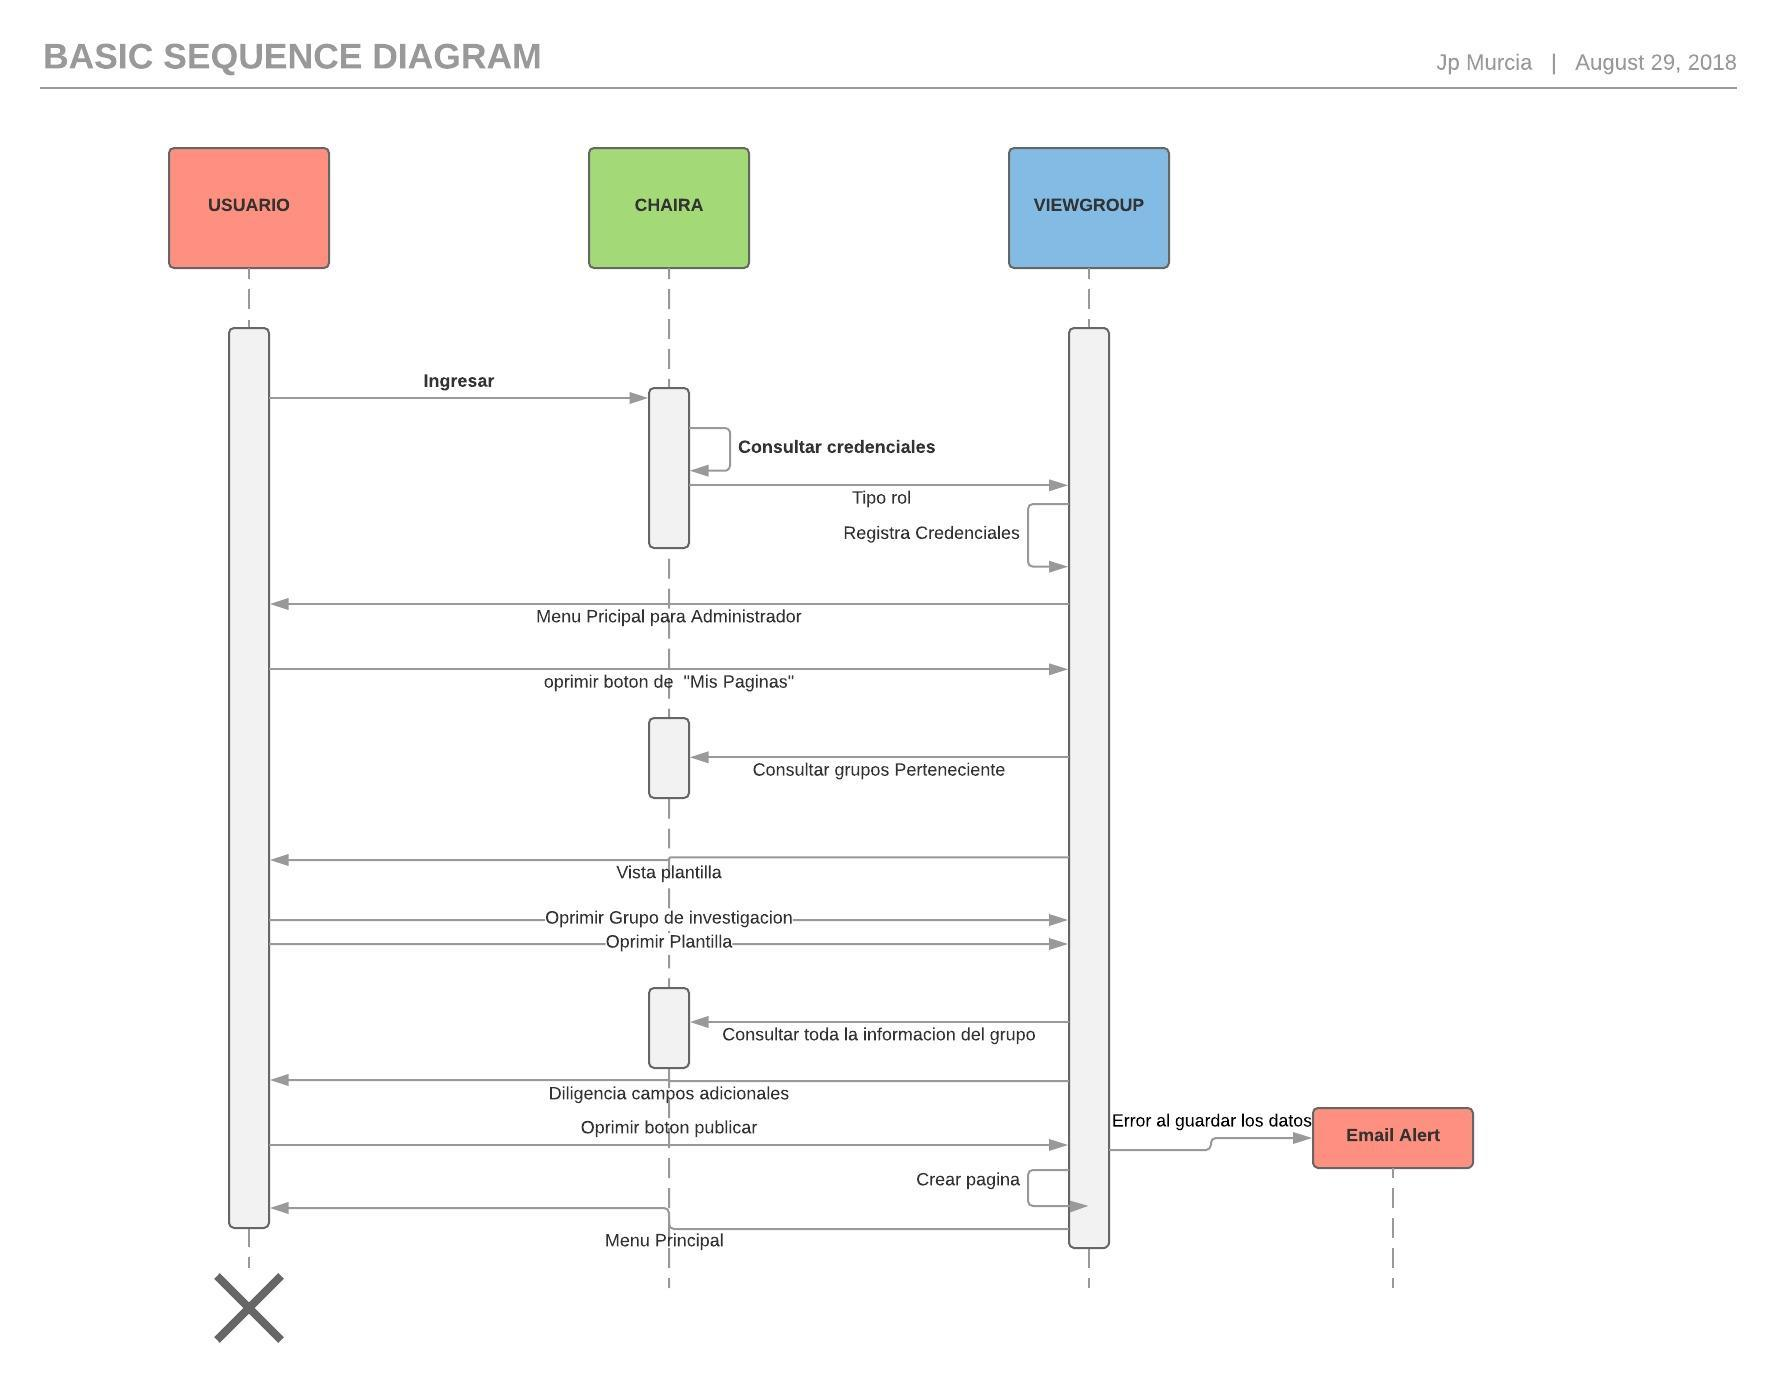 BASIC SEQUENCE DIAGRAM
Jp Murcia | August 29, 2018
USUARIO
CHAIRA
VIEWGROUP
Ingresar
Consultar credenciales
Tipo rol
Registra Credenciales
Menu Pricipal para Administrador
oprimir boton de "Mis Paginas"
Consultar grupos Perteneciente
Vista plantilla
Oprimir Grupo de investigacion
Oprimir Plantilla
Consultar toda la informacion del grupo
Diligencia campos adicionales
Error al guardar los datos
Oprimir boton publicar
Email Alert
Crear pagina
Menu Principal